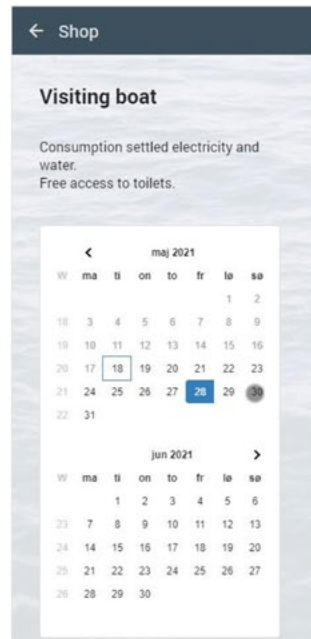 ← Shop
Visiting boat
Consumption settled electricity and
water.
Free access to toilets.
maj 2021
W ma ti on to fr lø sø
1 2
18 3 4 5 6 7 8 9
19 10 11 12 13 14 15 16
20 17 18 19 20 21 22 23
21 24 25 26 27 28 29 30
22 31
jun 2021
W ma ti on to fr lø sø
1 2 3 4 5 6
23 7 8 9 10 11 12 13
24 14 15 16 17 18 19 20
25 21 22 23 24 25 26 27
26 28 29 30